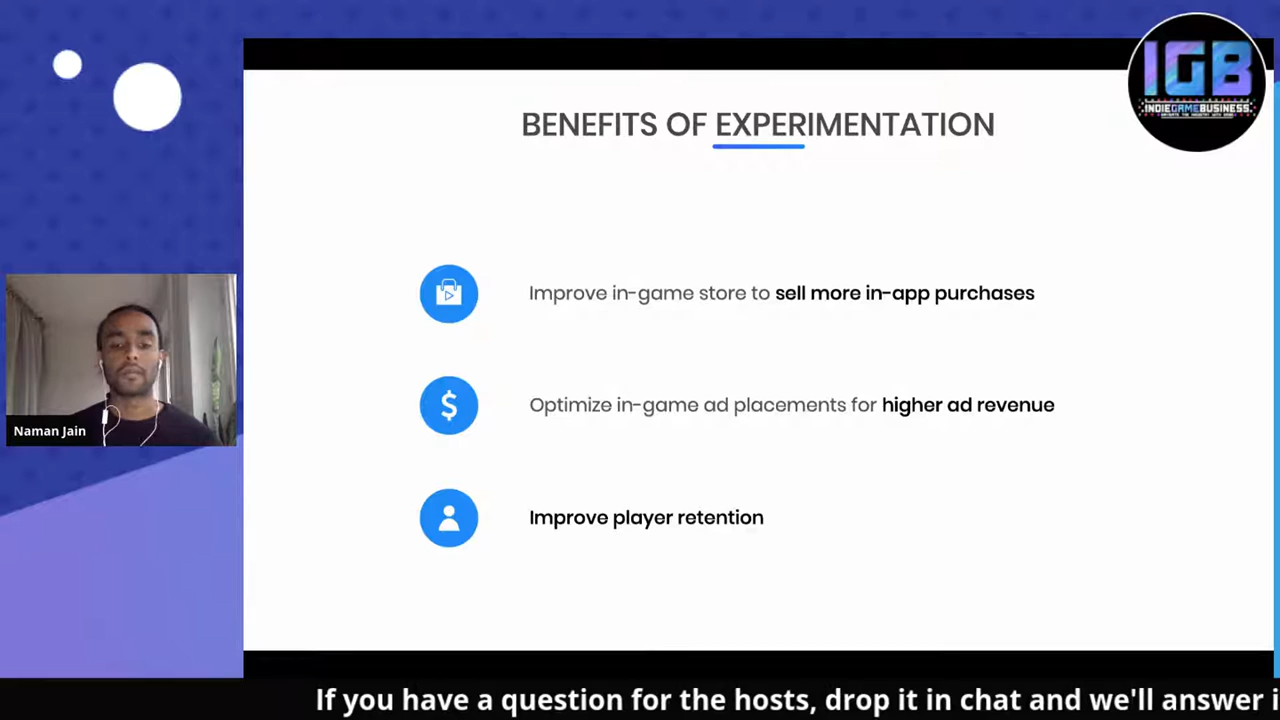 IGB
INDIEGAMEBUSINESS
BENEFITS OF EXPERIMENTATION
Improve in-game store to sell more in-app purchases
Optimize in-game ad placements for higher ad revenue
Improve player retention
Naman Jain
If you have a question for the hosts, drop it in chat and we'll answer i